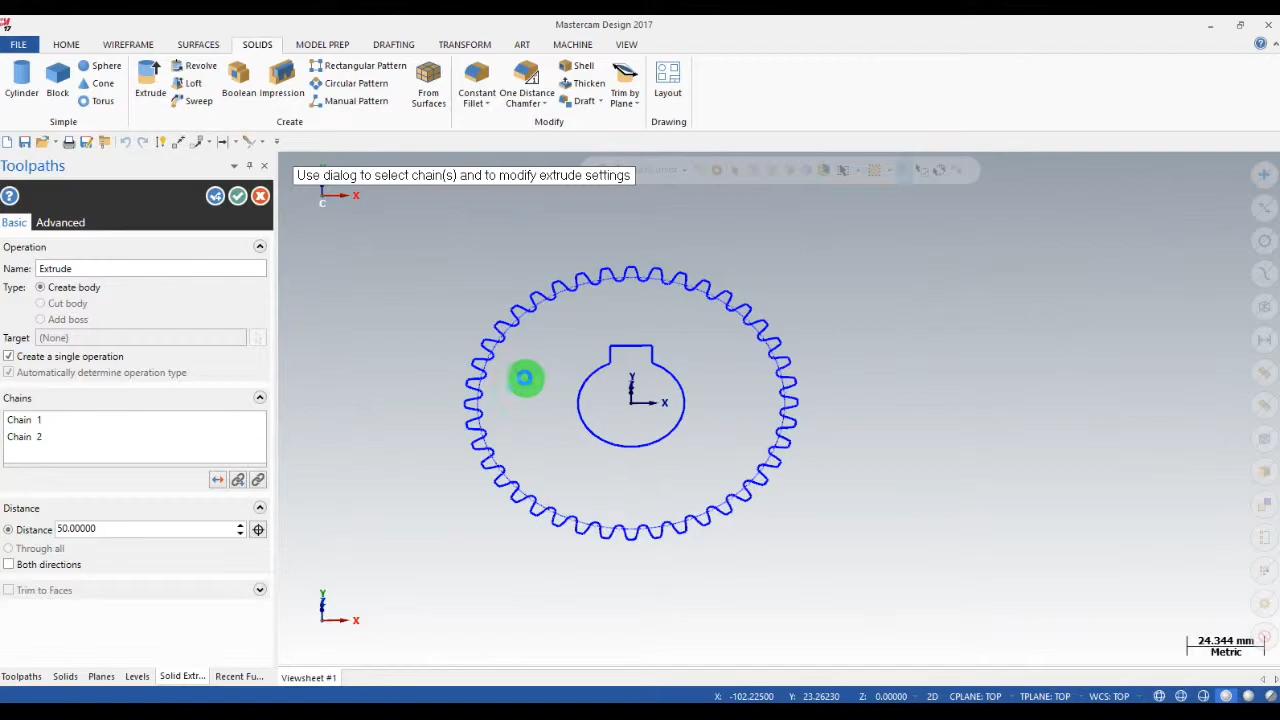 Mastercam Design 2017
17
FILE HOME WIREFRAME SURFACES SOLIDS MODEL PREP DRAFTING TRANSFORM ART MACHINE VIEW
Cylinder Block Sphere Cone Torus
Simple
Extrude Revolve Loft Sweep Boolean Impression Rectangular Pattern Circular Pattern Manual Pattern From Surfaces
Create
Constant Fillet One Distance Chamfer Shell Thicken Draft Trim by Plane
Modify
Layout
Drawing
Toolpaths
Use dialog to select chain(s) and to modify extrude settings
X
C
Basic Advanced
Operation
Name: Extrude
Type: Create body
Cut body
Add boss
Target (None)
Create a single operation
Automatically determine operation type
Chains
Chain 1
Chain 2
Y
X
Distance
Distance 50.00000
Through all
Both directions
Trim to Faces
Y
Z
X
24.344 mm
Metric
Toolpaths Solids Planes Levels Solid Extr... Recent Fu... Viewsheet #1
X: -102.22500 Y: 23.26230 Z: 0.00000 2D CPLANE: TOP TPLANE: TOP WCS: TOP